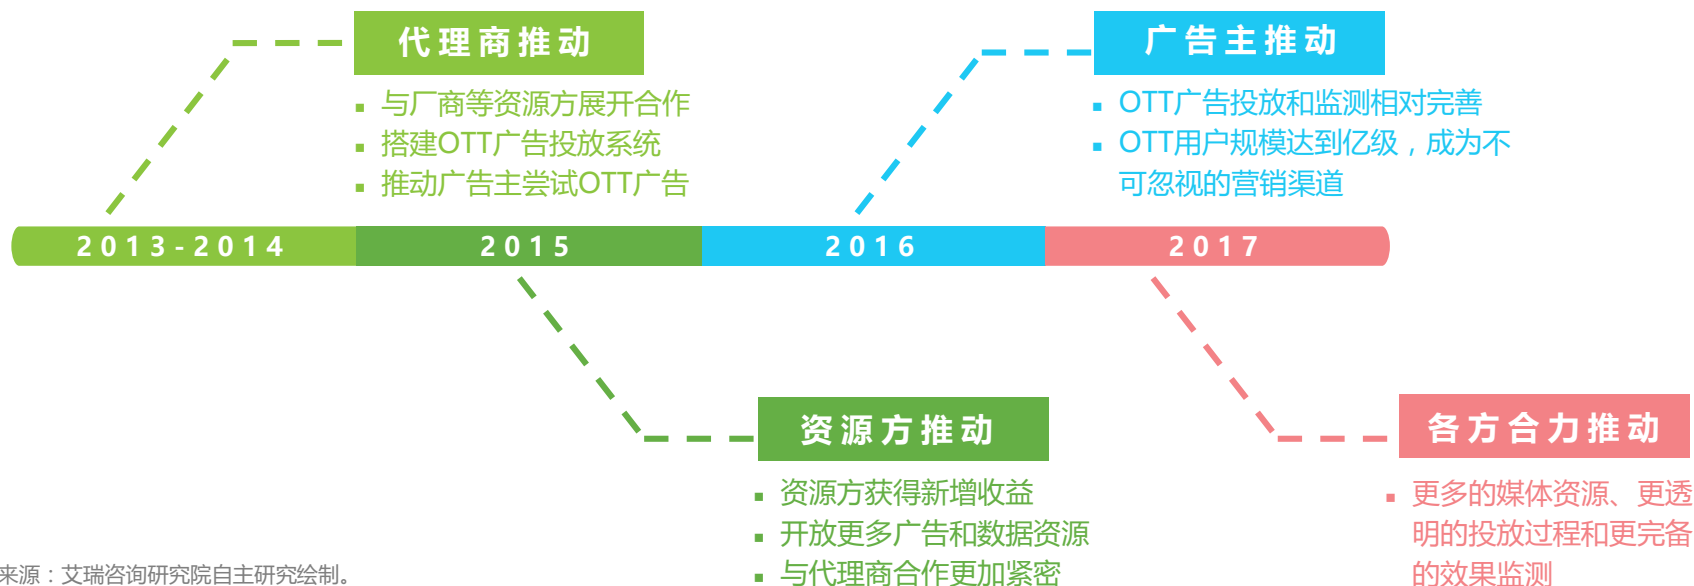 代理商推动
▪ 与厂商等资源方展开合作
▪ 搭建OTT广告投放系统
▪ 推动广告主尝试OTT广告
广告主推动
▪ OTT广告投放和监测相对完善
▪ OTT用户规模达到亿级，成为不
可忽视的营销渠道
2013-2014
2015
2016
2017
资源方推动
▪ 资源方获得新增收益
▪ 开放更多广告和数据资源
▪ 与代理商合作更加紧密
各方合力推动
▪ 更多的媒体资源、更透
明的投放过程和更完备
的效果监测
来源：艾瑞咨询研究院自主研究绘制。